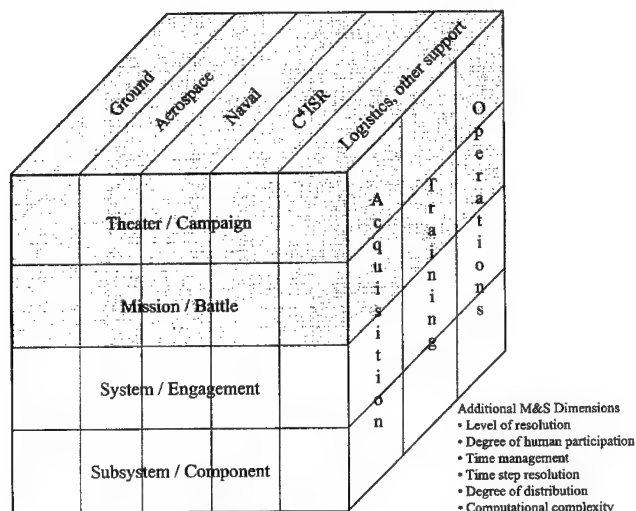 Ground
Aerospace
Naval
C⁴ISR
Logistics, other support
Theater / Campaign
Mission / Battle
System / Engagement
Subsystem / Component
Acquisition
Training
Operations
Additional M&S Dimensions
• Level of resolution
• Degree of human participation
• Time management
• Time step resolution
• Degree of distribution
• Computational complexity